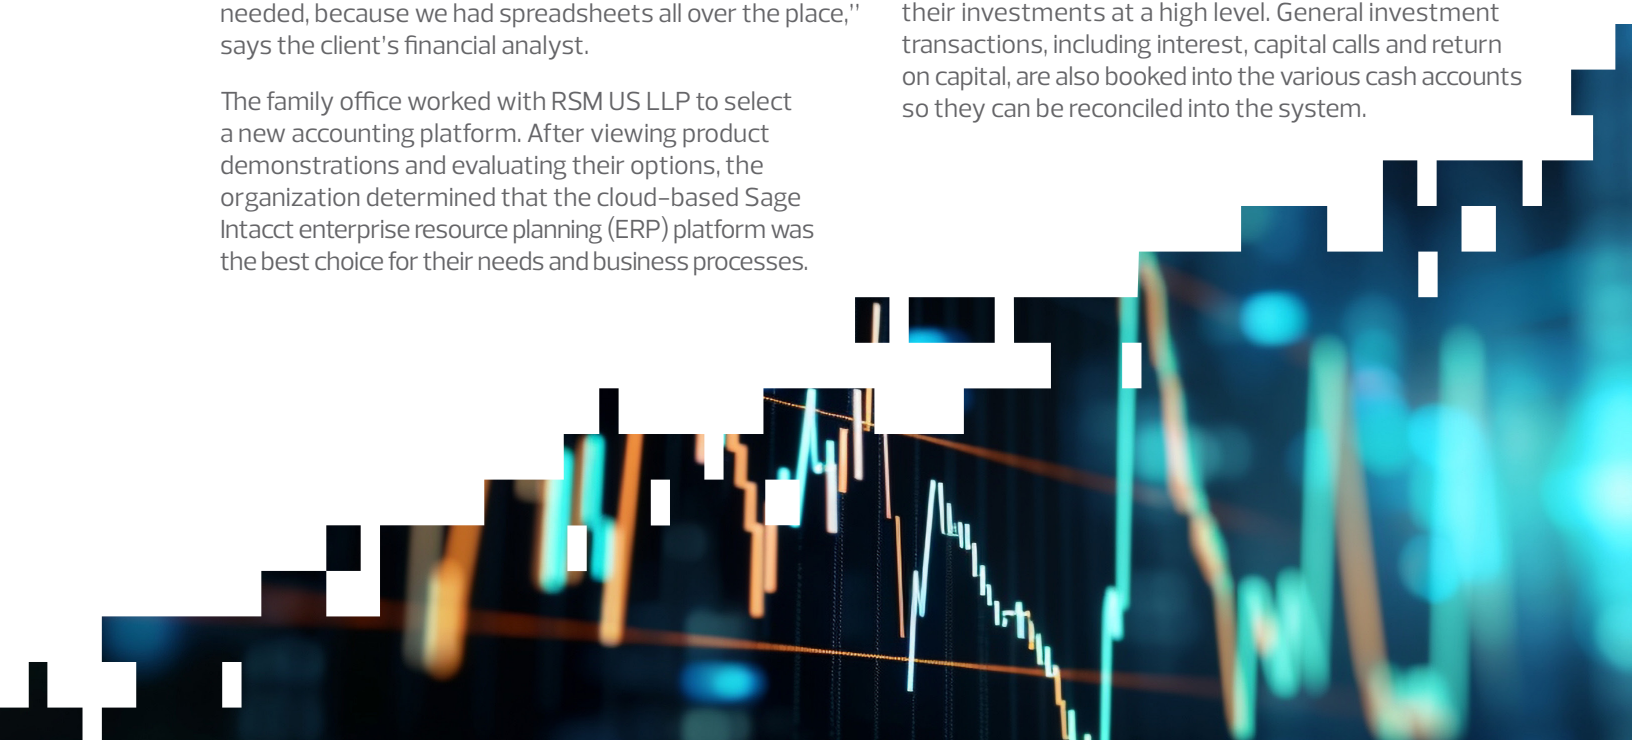 needed, because we had spreadsheets all over the place,”
says the client’s financial analyst.
The family office worked with RSM US LLP to select
a new accounting platform. After viewing product
demonstrations and evaluating their options, the
organization determined that the cloud-based Sage
Intacct enterprise resource planning (ERP) platform was
the best choice for their needs and business processes.
their investments at a high level. General investment
transactions, including interest, capital calls and return
on capital, are also booked into the various cash accounts
so they can be reconciled into the system.